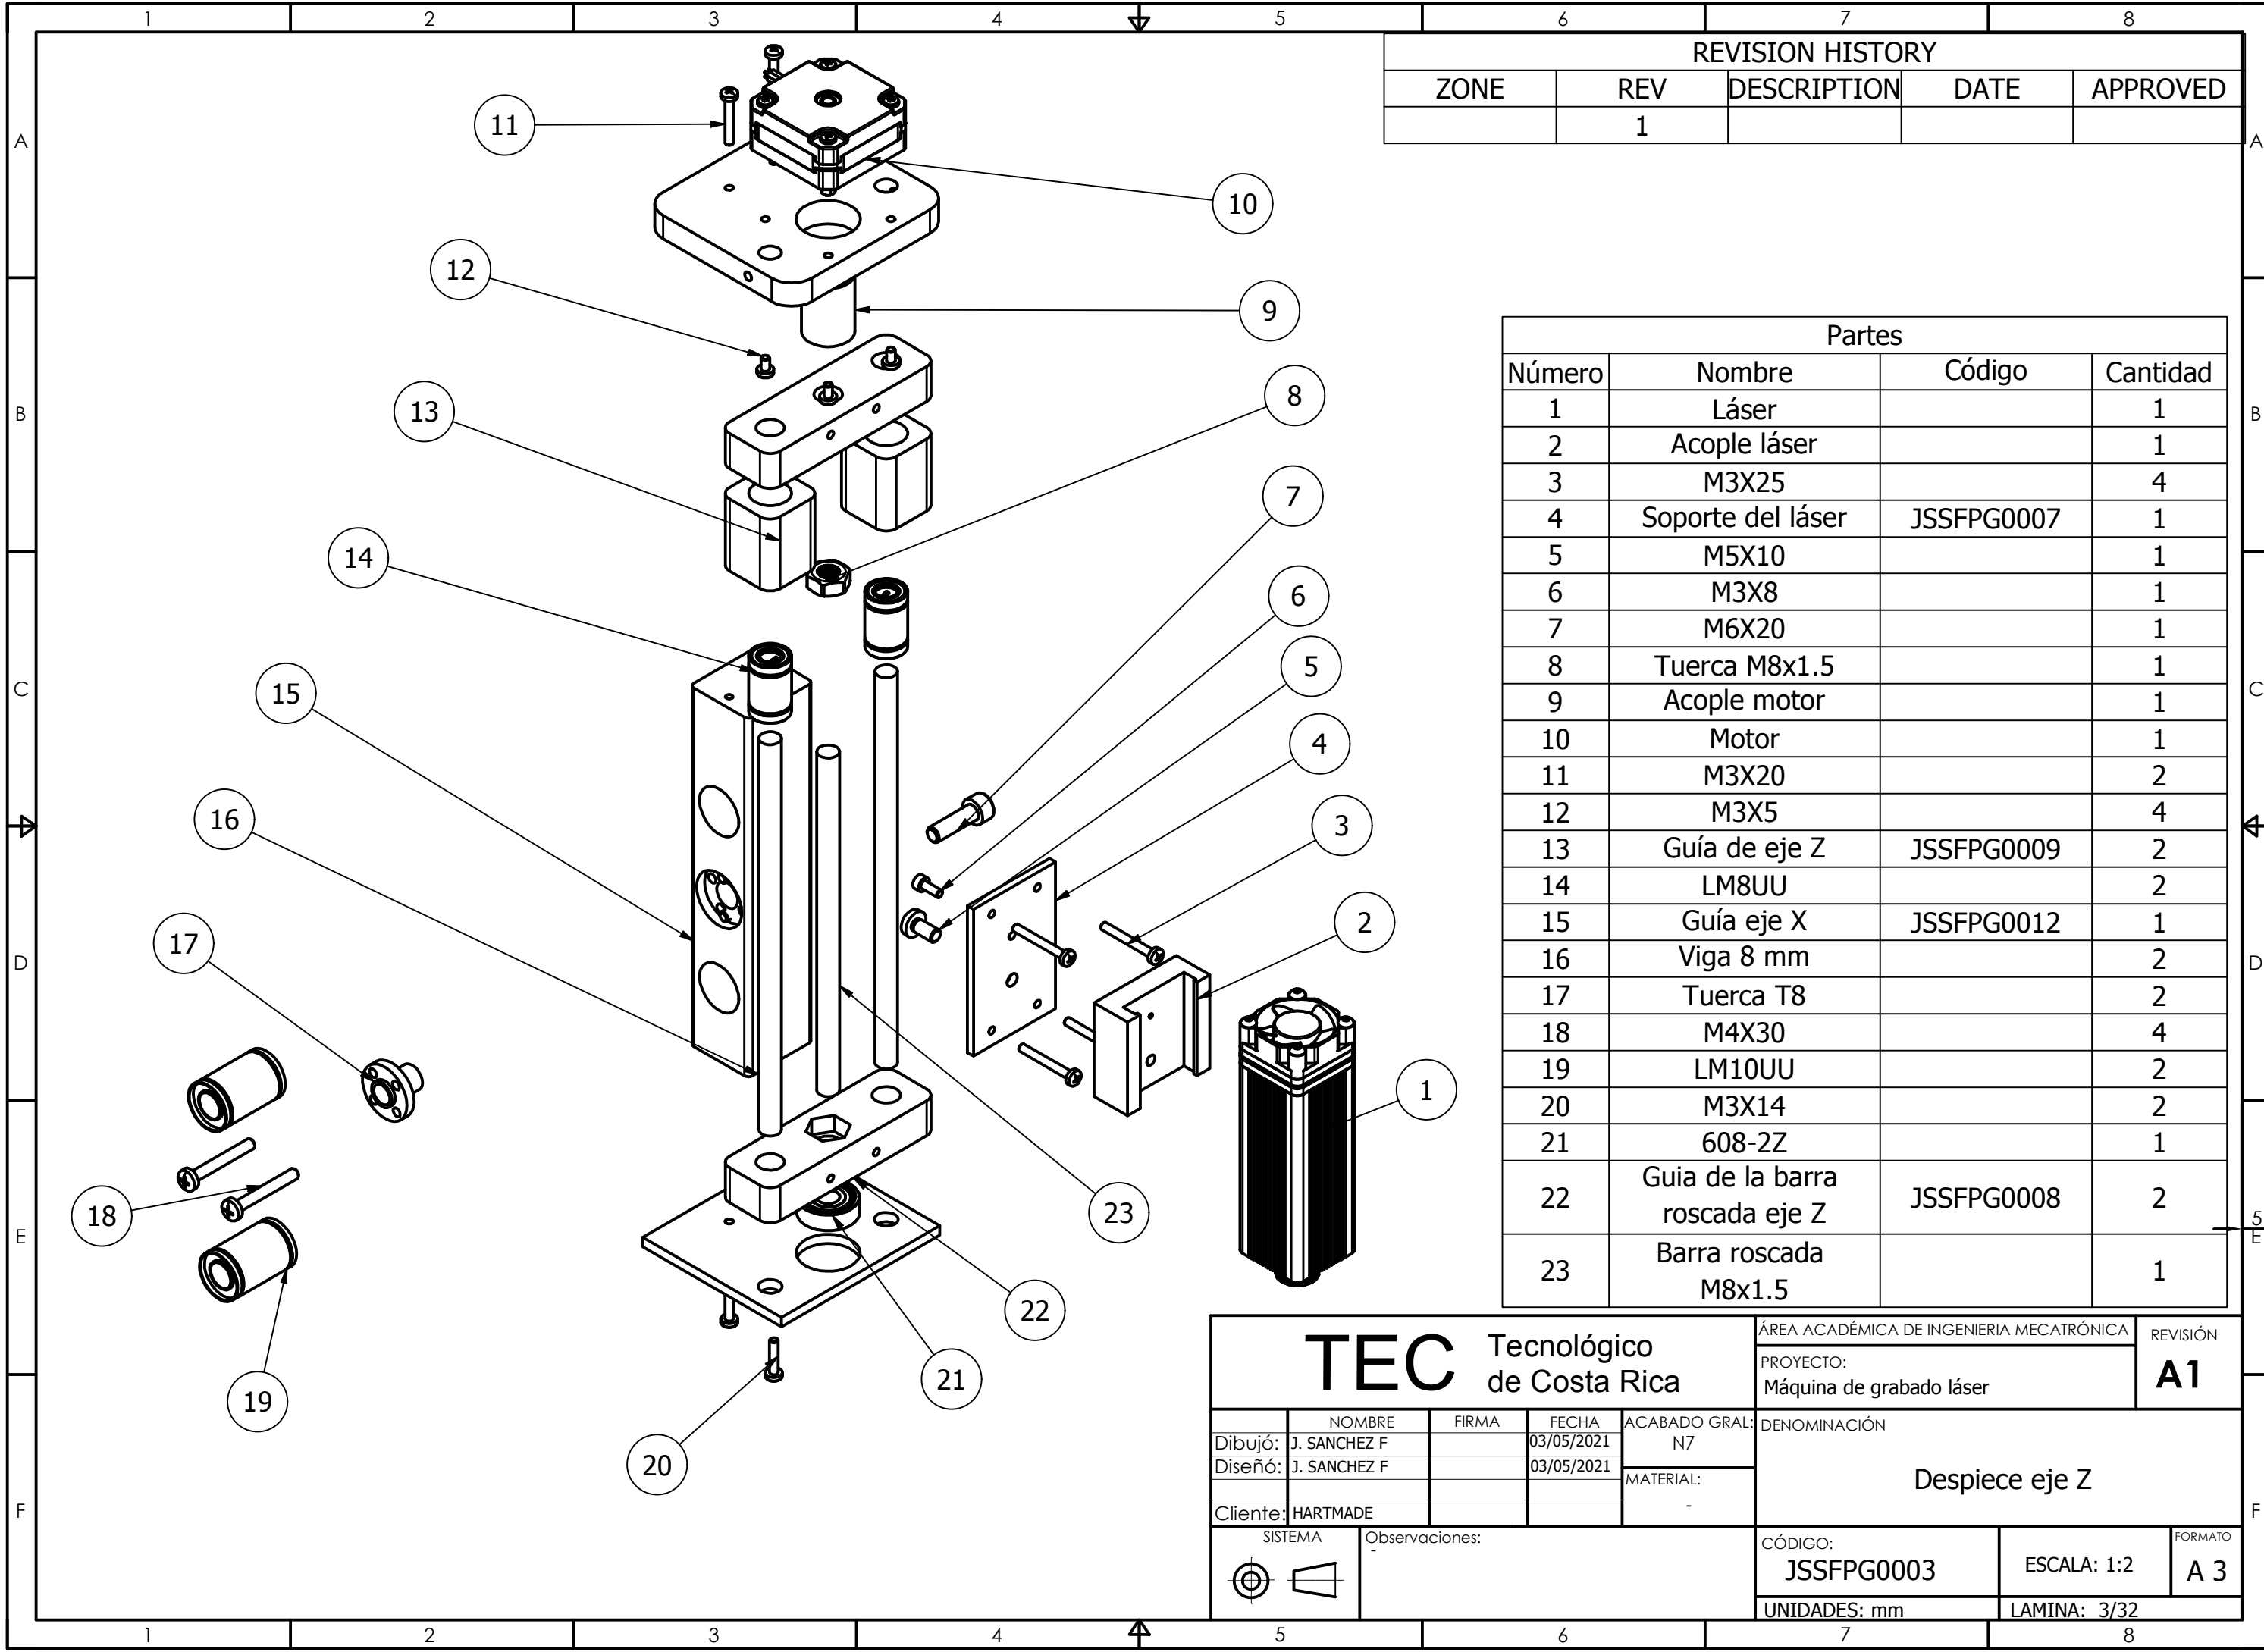 1 2 3 4 5 6 7 8
REVISION HISTORY
ZONE REV DESCRIPTION DATE APPROVED
1
A A
B B
C C
D D
E E
F F
5
11
10
12
9
8
13
7
14
6
5
15
4
16
3
17
2
1
18
23
22
21
19
20
Partes
Número Nombre Código Cantidad
1 Láser 1
2 Acople láser 1
3 M3X25 4
4 Soporte del láser JSSFPG0007 1
5 M5X10 1
6 M3X8 1
7 M6X20 1
8 Tuerca M8x1.5 1
9 Acople motor 1
10 Motor 1
11 M3X20 2
12 M3X5 4
13 Guía de eje Z JSSFPG0009 2
14 LM8UU 2
15 Guía eje X JSSFPG0012 1
16 Viga 8 mm 2
17 Tuerca T8 2
18 M4X30 4
19 LM10UU 2
20 M3X14 2
21 608-2Z 1
22 Guia de la barra
roscada eje Z JSSFPG0008 2
23 Barra roscada
M8x1.5 1
TEC Tecnológico
de Costa Rica
ÁREA ACADÉMICA DE INGENIERIA MECATRÓNICA
REVISIÓN
A1
PROYECTO:
Máquina de grabado láser
NOMBRE FIRMA FECHA
Dibujó: J. SANCHEZ F 03/05/2021
Diseñó: J. SANCHEZ F 03/05/2021
Cliente: HARTMADE
ACABADO GRAL:
N7
MATERIAL:
-
DENOMINACIÓN
Despiece eje Z
SISTEMA
Observaciones:
-
CÓDIGO:
JSSFPG0003
ESCALA: 1:2
FORMATO
A 3
UNIDADES: mm
LAMINA: 3/32
1 2 3 4 5 6 7 8